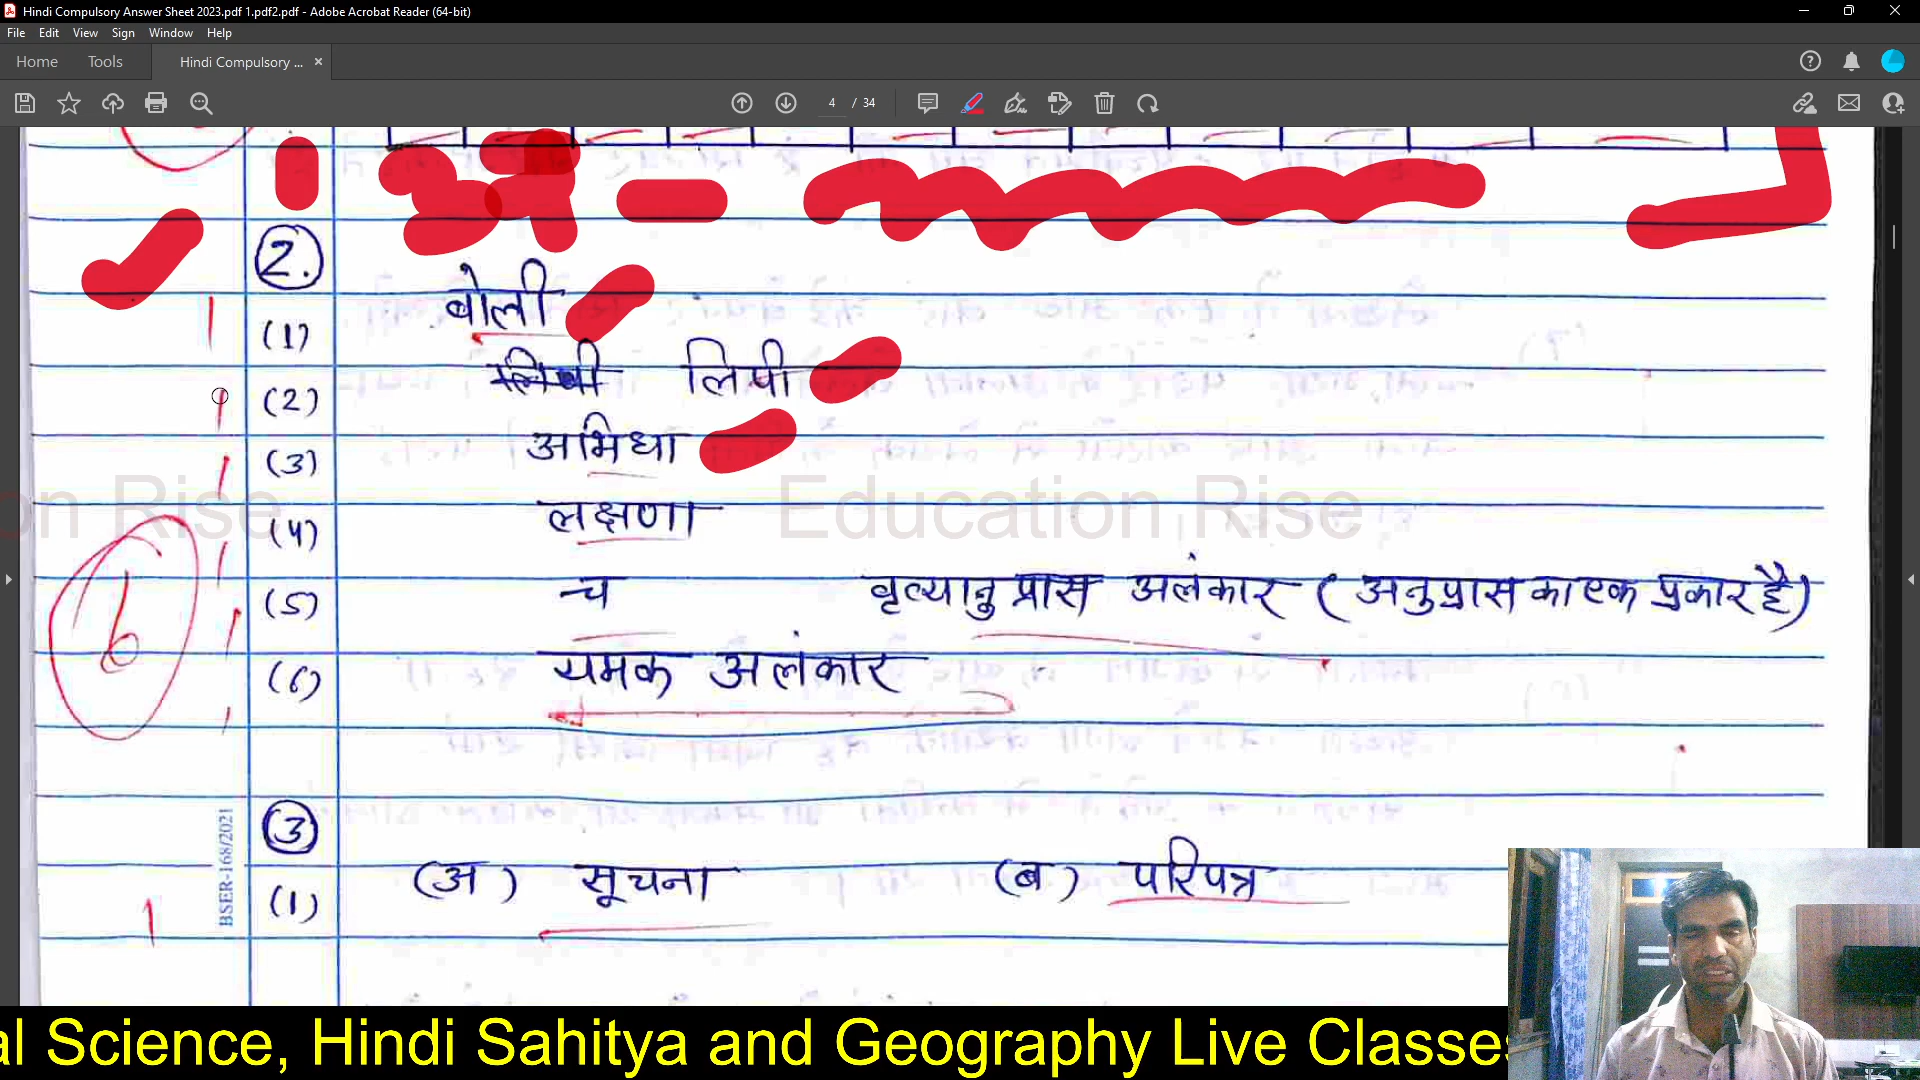 Hindi Compulsory Answer Sheet 2023.pdf 1.pdf2.pdf - Adobe Acrobat Reader (64-bit)
File Edit View Sign Window Help
Home Tools Hindi Compulsory ... ×
4 / 34
2.
(1) बोली
(2) लिपी
(3) अभिधा
on Rise Education Rise
(4) लक्षणा
(5) च वृत्यानुप्रास अलंकार (अनुप्रास का एक प्रकार है)
6
(6) यमक अलंकार
3
BSER-168/2021
(1) (अ) सूचना (ब) परिपत्र
1
al Science, Hindi Sahitya and Geography Live Classes